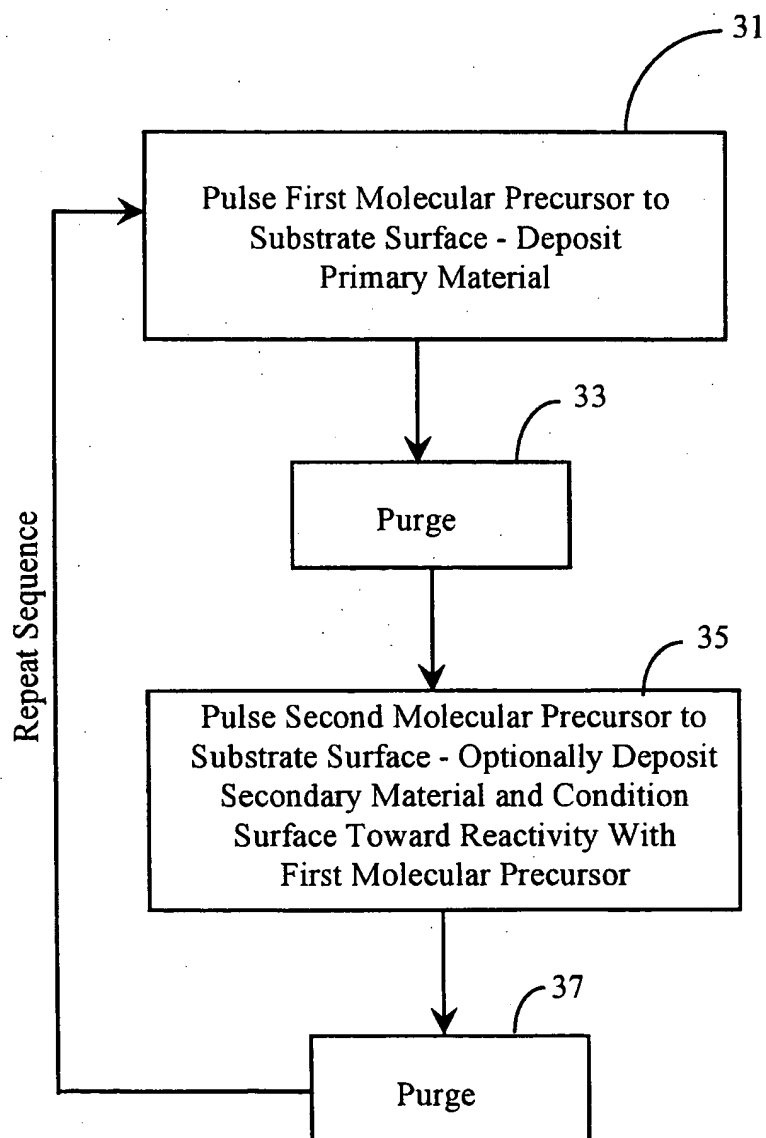 31
Pulse First Molecular Precursor to
Substrate Surface - Deposit
Primary Material
33
Purge
35
Pulse Second Molecular Precursor to
Substrate Surface - Optionally Deposit
Secondary Material and Condition
Surface Toward Reactivity With
First Molecular Precursor
37
Purge
Repeat Sequence